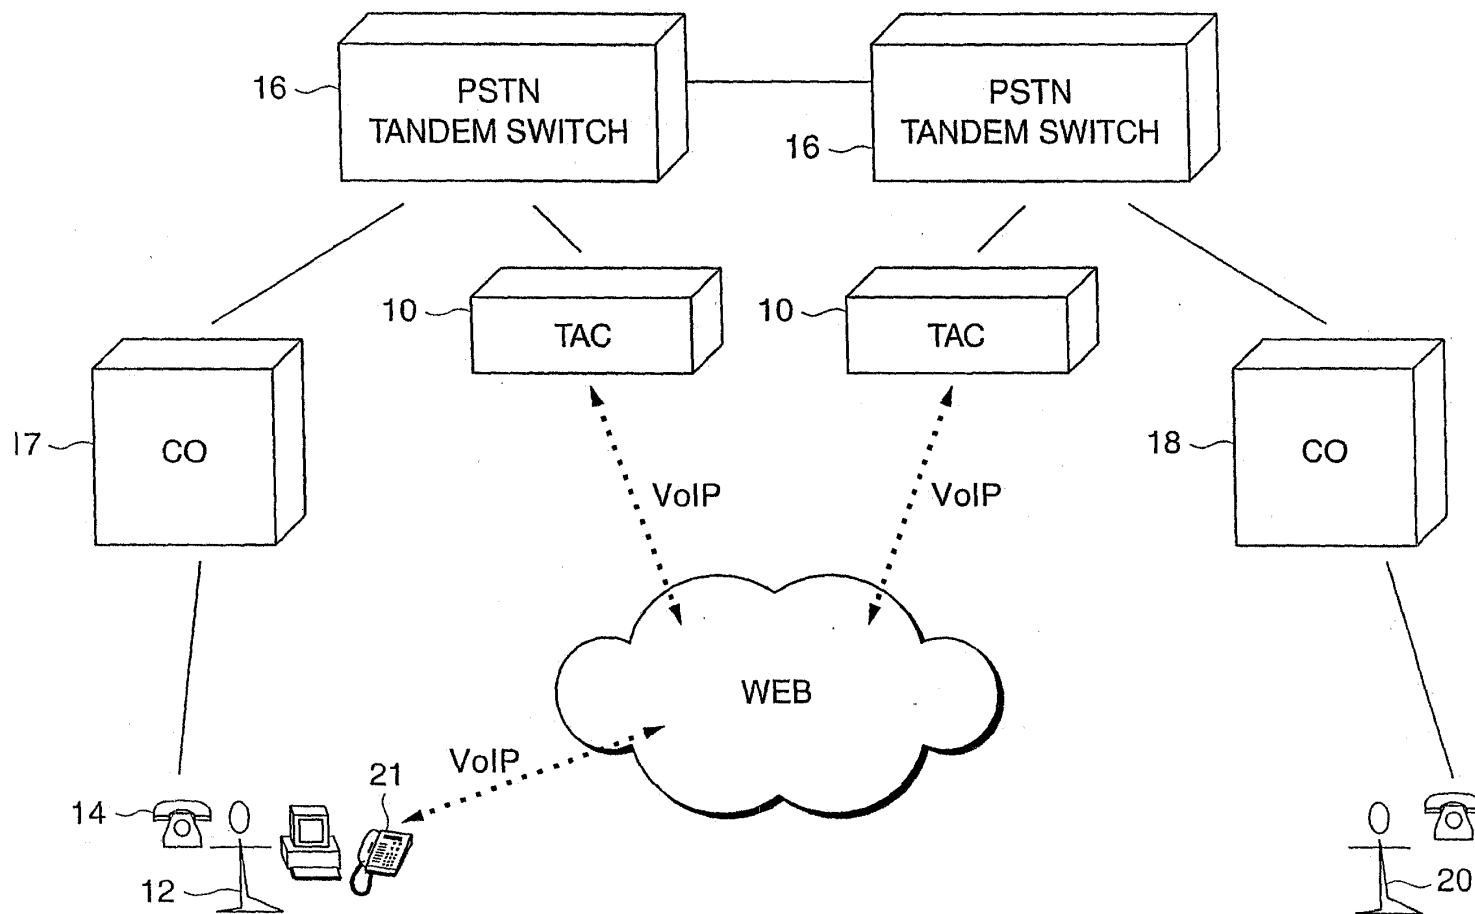 16
PSTN
TANDEM SWITCH
16
PSTN
TANDEM SWITCH
10
TAC
10
TAC
17
CO
18
CO
VoIP
VoIP
WEB
VoIP
21
14
12
20